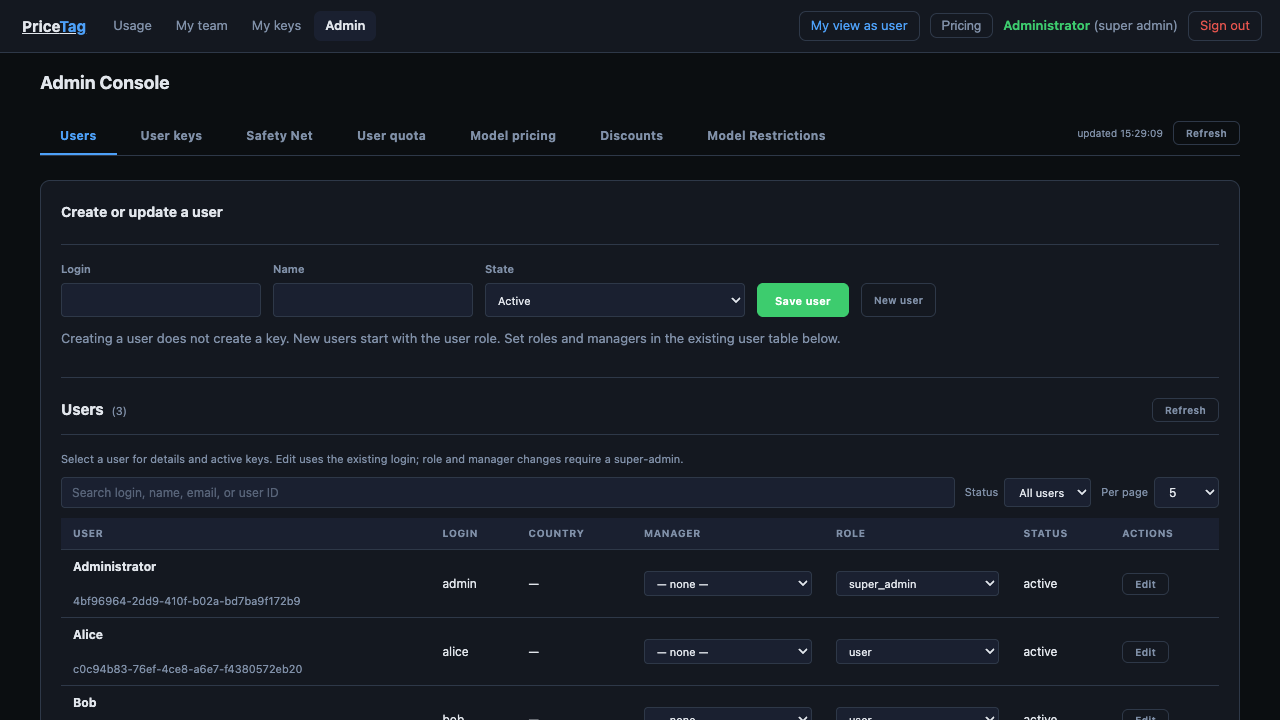 PriceTag Usage My team My keys Admin My view as user Pricing Administrator (super admin) Sign out
Admin Console
Users User keys Safety Net User quota Model pricing Discounts Model Restrictions updated 15:29:09 Refresh
Create or update a user
Login Name State
Active Save user New user
Creating a user does not create a key. New users start with the user role. Set roles and managers in the existing user table below.
Users (3) Refresh
Select a user for details and active keys. Edit uses the existing login; role and manager changes require a super-admin.
Search login, name, email, or user ID Status All users Per page 5
USER LOGIN COUNTRY MANAGER ROLE STATUS ACTIONS
Administrator
admin — — none — super_admin active Edit
4bf96964-2dd9-410f-b02a-bd7ba9f172b9
Alice
alice — — none — user active Edit
c0c94b83-76ef-4ce8-a6e7-f4380572eb20
Bob
bob — — none — user active Edit